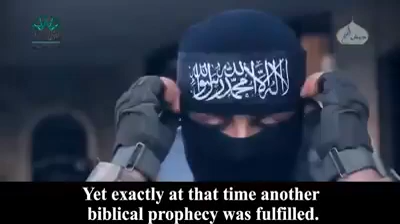 لا إله إلا الله محمد رسول الله
Yet exactly at that time another
biblical prophecy was fulfilled.